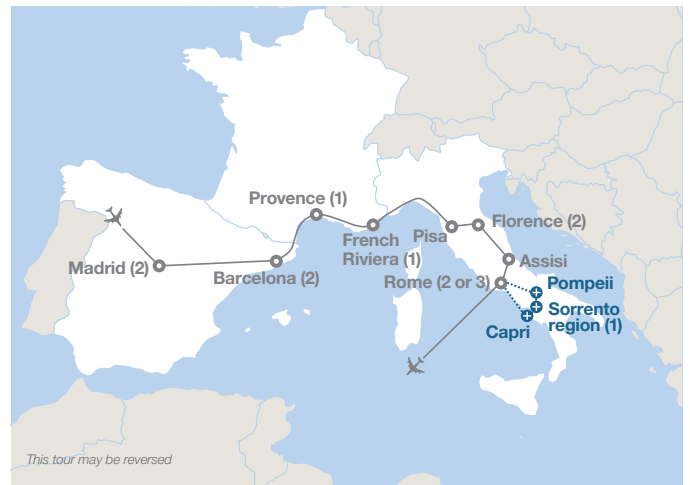 Provence (1)
Florence (2)
French
Riviera (1)
Pisa
Madrid (2)
Barcelona (2)
Assisi
Rome (2 or 3)
Pompeii
Sorrento
region (1)
Capri
This tour may be reversed